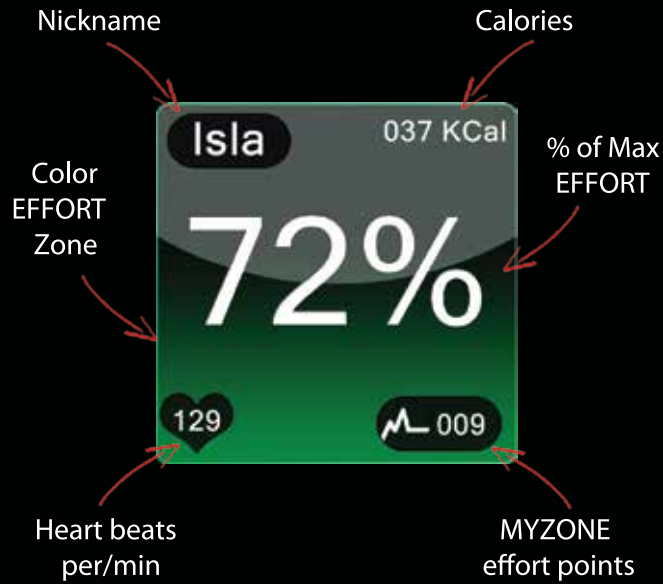 Nickname
Calories
Isla
037 KCal
% of Max
EFFORT
Color
EFFORT
Zone
72%
129
009
Heart beats
per/min
MYZONE
effort points